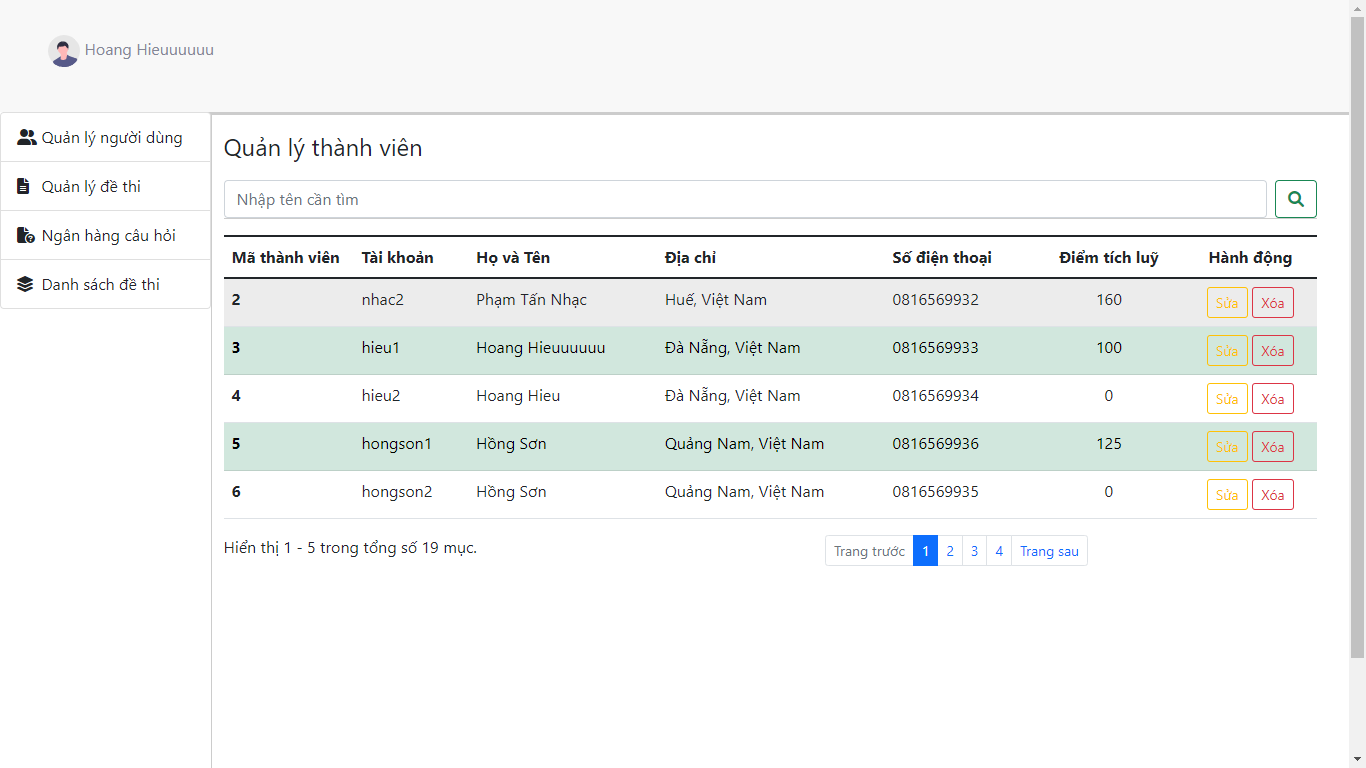 Hoang Hieuuuuuu
Quản lý người dùng
Quản lý đề thi
Ngân hàng câu hỏi
Danh sách đề thi
Quản lý thành viên
Nhập tên cần tìm
Mã thành viên Tài khoản Họ và Tên Địa chỉ Số điện thoại Điểm tích luỹ Hành động
2 nhac2 Phạm Tấn Nhạc Huế, Việt Nam 0816569932 160 Sửa Xóa
3 hieu1 Hoang Hieuuuuuu Đà Nẵng, Việt Nam 0816569933 100 Sửa Xóa
4 hieu2 Hoang Hieu Đà Nẵng, Việt Nam 0816569934 0 Sửa Xóa
5 hongson1 Hồng Sơn Quảng Nam, Việt Nam 0816569936 125 Sửa Xóa
6 hongson2 Hồng Sơn Quảng Nam, Việt Nam 0816569935 0 Sửa Xóa
Hiển thị 1 - 5 trong tổng số 19 mục. Trang trước 1 2 3 4 Trang sau